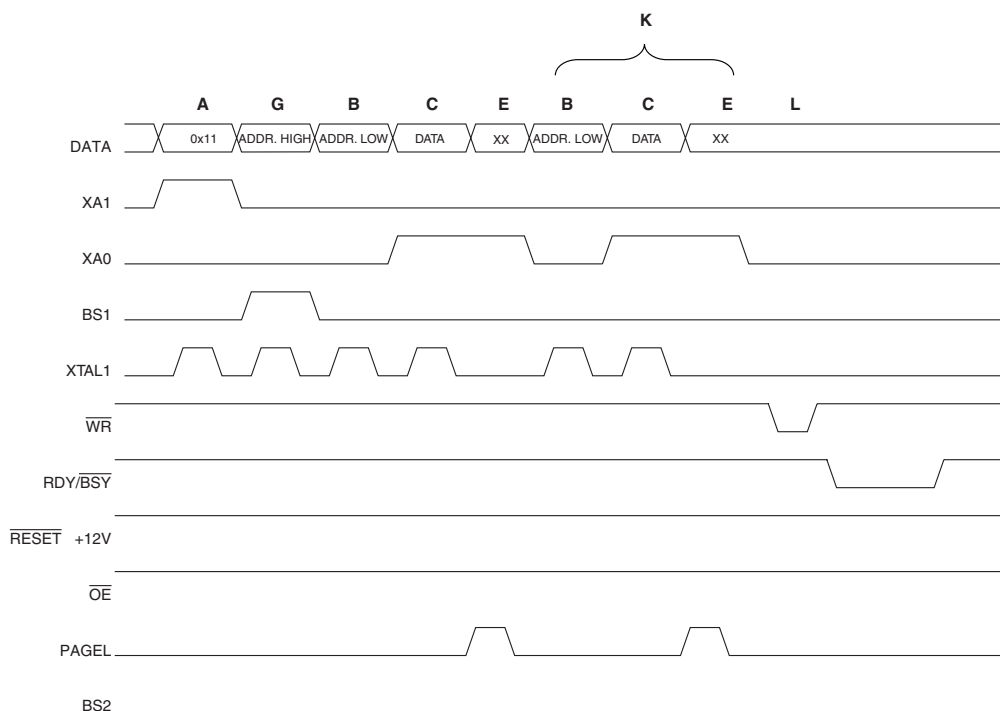 K
A G B C E B C E L
DATA 0x11 ADDR. HIGH ADDR. LOW DATA XX ADDR. LOW DATA XX
XA1
XA0
BS1
XTAL1
WR
RDY/BSY
RESET +12V
OE
PAGEL
BS2